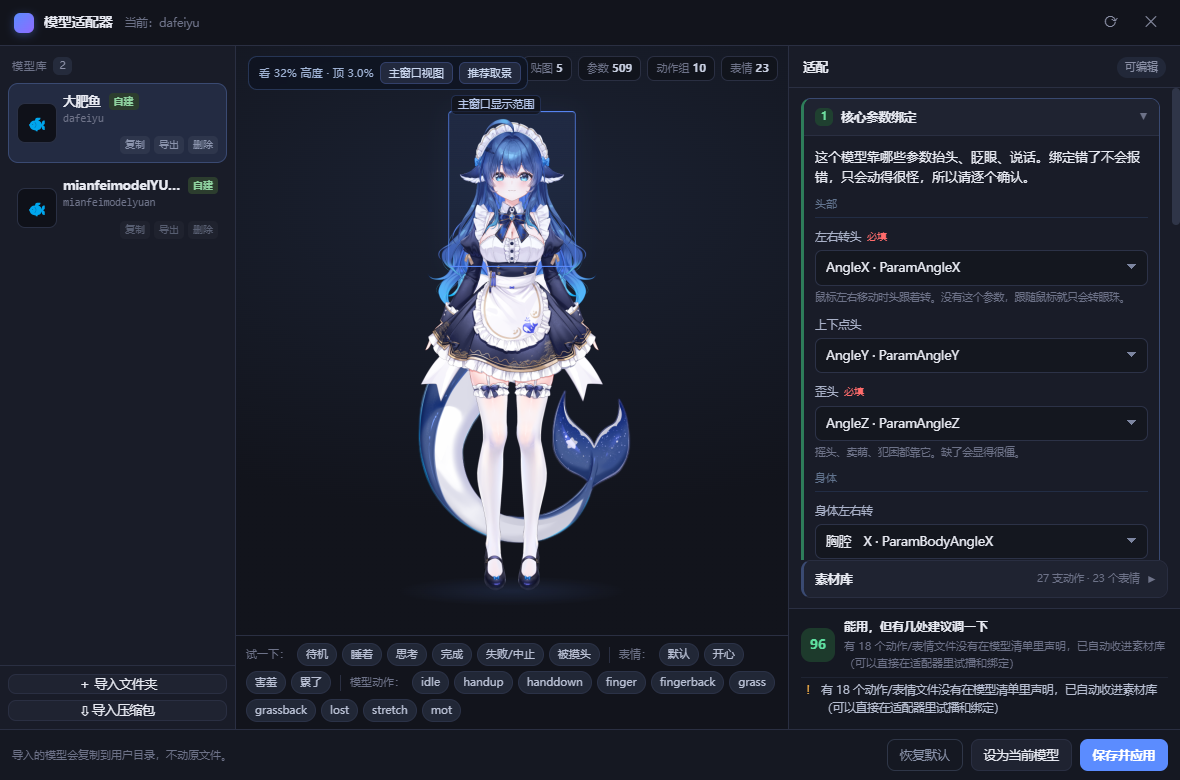 模型适配器 当前：dafeiyu
模型库 2
大肥鱼 自建
dafeiyu
复制 导出 删除
mianfeimodelYU... 自建
mianfeimodelyuan
复制 导出 删除
+ 导入文件夹
⇩ 导入压缩包
看 32% 高度 · 顶 3.0% 主窗口视图 推荐取景 贴图 5 参数 509 动作组 10 表情 23
主窗口显示范围
试一下： 待机 睡着 思考 完成 失败/中止 被摸头 表情： 默认 开心
害羞 累了 模型动作： idle handup handdown finger fingerback grass
grassback lost stretch mot
适配 可编辑
1 核心参数绑定
这个模型靠哪些参数抬头、眨眼、说话。绑定错了不会报
错，只会动得很怪，所以请逐个确认。
头部
左右转头 必填
AngleX · ParamAngleX
鼠标左右移动时头跟着转。没有这个参数，跟随鼠标就只会转眼珠。
上下点头
AngleY · ParamAngleY
歪头 必填
AngleZ · ParamAngleZ
摇头、卖萌、犯困都靠它。缺了会显得很僵。
身体
身体左右转
胸腔 X · ParamBodyAngleX
素材库 27 支动作 · 23 个表情
96 能用，但有几处建议调一下
有 18 个动作/表情文件没有在模型清单里声明，已自动收进素材库
（可以直接在适配器里试播和绑定）
! 有 18 个动作/表情文件没有在模型清单里声明，已自动收进素材库
（可以直接在适配器里试播和绑定）
导入的模型会复制到用户目录，不动原文件。
恢复默认 设为当前模型 保存并应用